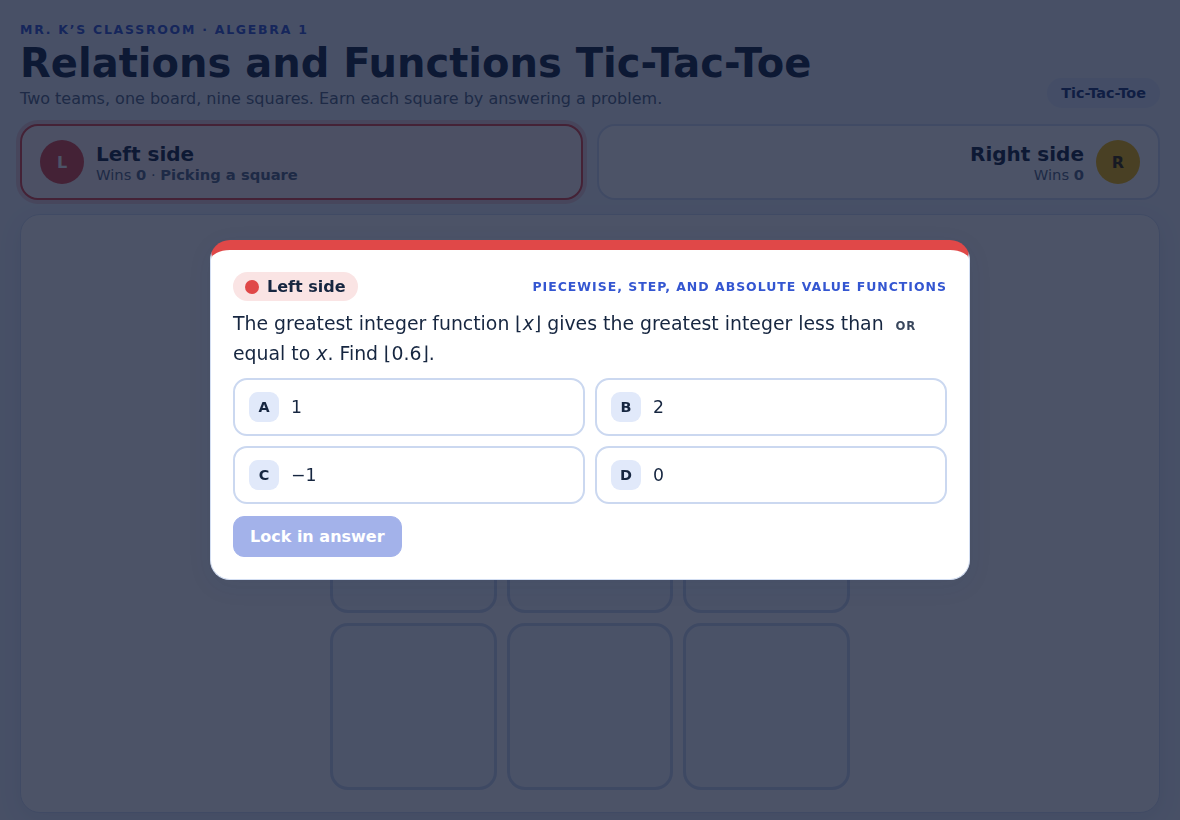 MR. K’S CLASSROOM · ALGEBRA 1
Relations and Functions Tic-Tac-Toe
Two teams, one board, nine squares. Earn each square by answering a problem.
Tic-Tac-Toe
L
Left side
Wins 0 · Picking a square
Right side
Wins 0
R
Left side
PIECEWISE, STEP, AND ABSOLUTE VALUE FUNCTIONS
The greatest integer function ⌊x⌋ gives the greatest integer less than OR
equal to x. Find ⌊0.6⌋.
A 1
B 2
C −1
D 0
Lock in answer